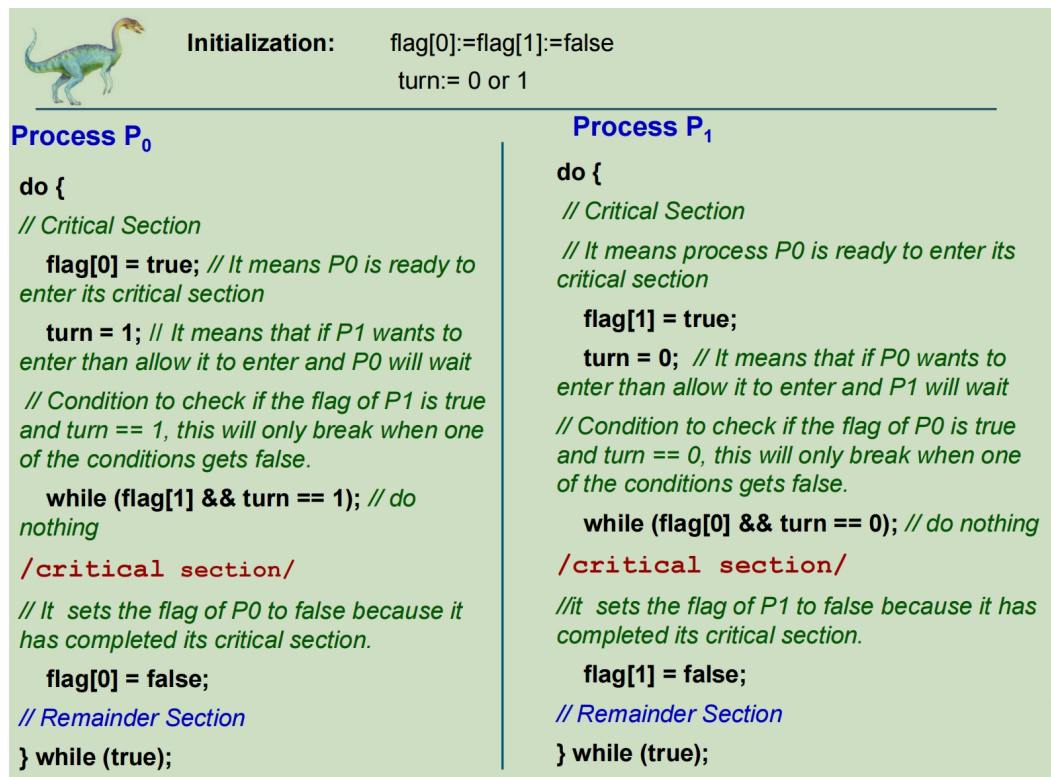 Initialization: flag[0]:=flag[1]:=false
turn:= 0 or 1
Process P₀
do {
// Critical Section
flag[0] = true; // It means P0 is ready to
enter its critical section
turn = 1; // It means that if P1 wants to
enter than allow it to enter and P0 will wait
// Condition to check if the flag of P1 is true
and turn == 1, this will only break when one
of the conditions gets false.
while (flag[1] && turn == 1); // do
nothing
/critical section/
// It sets the flag of P0 to false because it
has completed its critical section.
flag[0] = false;
// Remainder Section
} while (true);
Process P₁
do {
// Critical Section
// It means process P0 is ready to enter its
critical section
flag[1] = true;
turn = 0; // It means that if P0 wants to
enter than allow it to enter and P1 will wait
// Condition to check if the flag of P0 is true
and turn == 0, this will only break when one
of the conditions gets false.
while (flag[0] && turn == 0); // do nothing
/critical section/
//it sets the flag of P1 to false because it has
completed its critical section.
flag[1] = false;
// Remainder Section
} while (true);